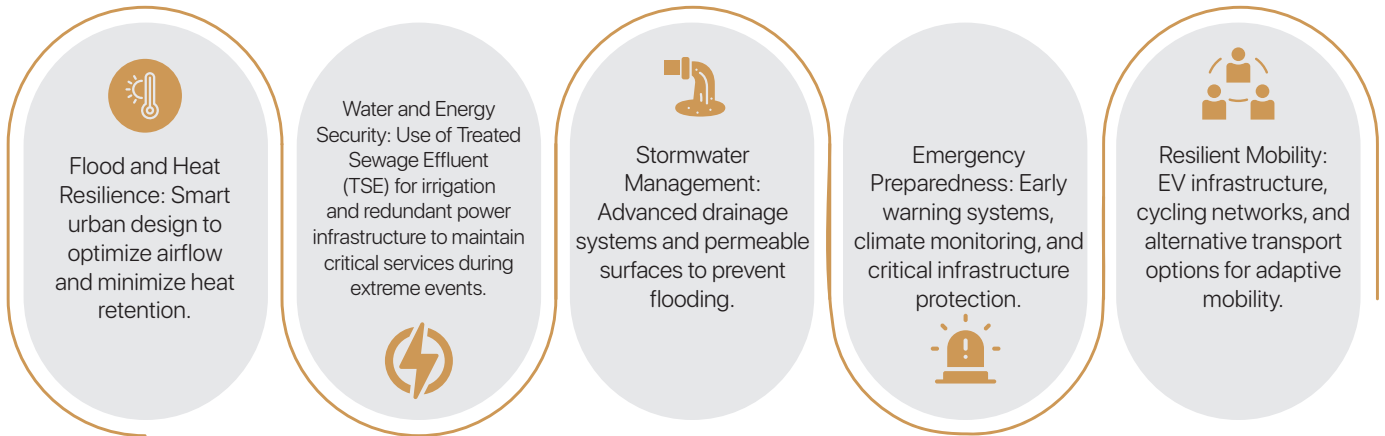 Flood and Heat
Resilience: Smart
urban design to
optimize airflow
and minimize heat
retention.
Water and Energy
Security: Use of Treated
Sewage Effluent
(TSE) for irrigation
and redundant power
infrastructure to maintain
critical services during
extreme events.
Stormwater
Management:
Advanced drainage
systems and permeable
surfaces to prevent
flooding.
Emergency
Preparedness: Early
warning systems,
climate monitoring, and
critical infrastructure
protection.
Resilient Mobility:
EV infrastructure,
cycling networks, and
alternative transport
options for adaptive
mobility.